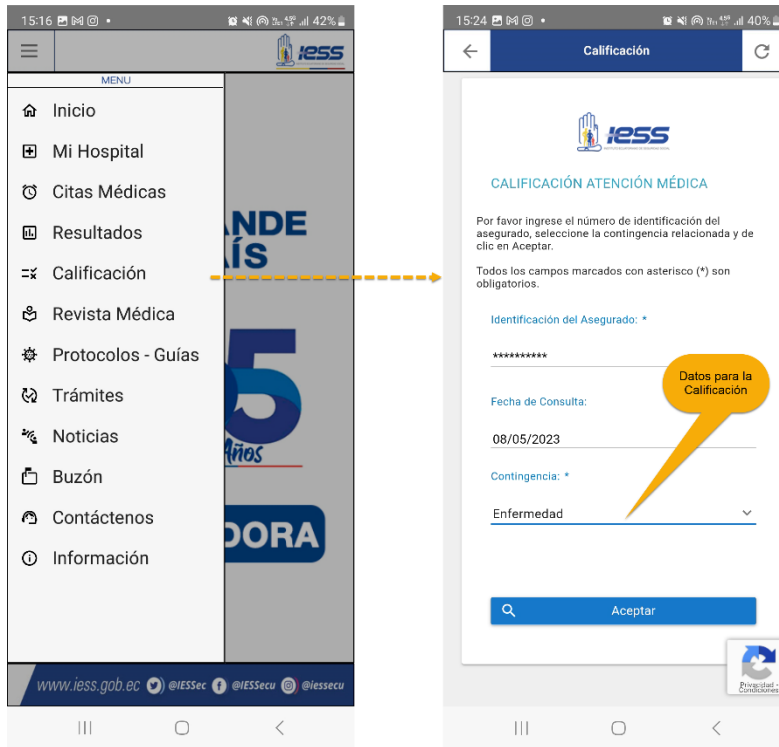 15:16
42%
IESS
MENU
Inicio
Mi Hospital
Citas Médicas
Resultados
Calificación
Revista Médica
Protocolos - Guías
Trámites
Noticias
Buzón
Contáctenos
Información
NDE
ÍS
5
Años
DORA
www.iess.gob.ec @IESSec @IESSecu @iessecu
15:24
40%
Calificación
IESS
CALIFICACIÓN ATENCIÓN MÉDICA
Por favor ingrese el número de identificación del
asegurado, seleccione la contingencia relacionada y de
clic en Aceptar.
Todos los campos marcados con asterisco (*) son
obligatorios.
Identificación del Asegurado: *
**********
Datos para la
Calificación
Fecha de Consulta:
08/05/2023
Contingencia: *
Enfermedad
Aceptar
Privacidad -
Condiciones